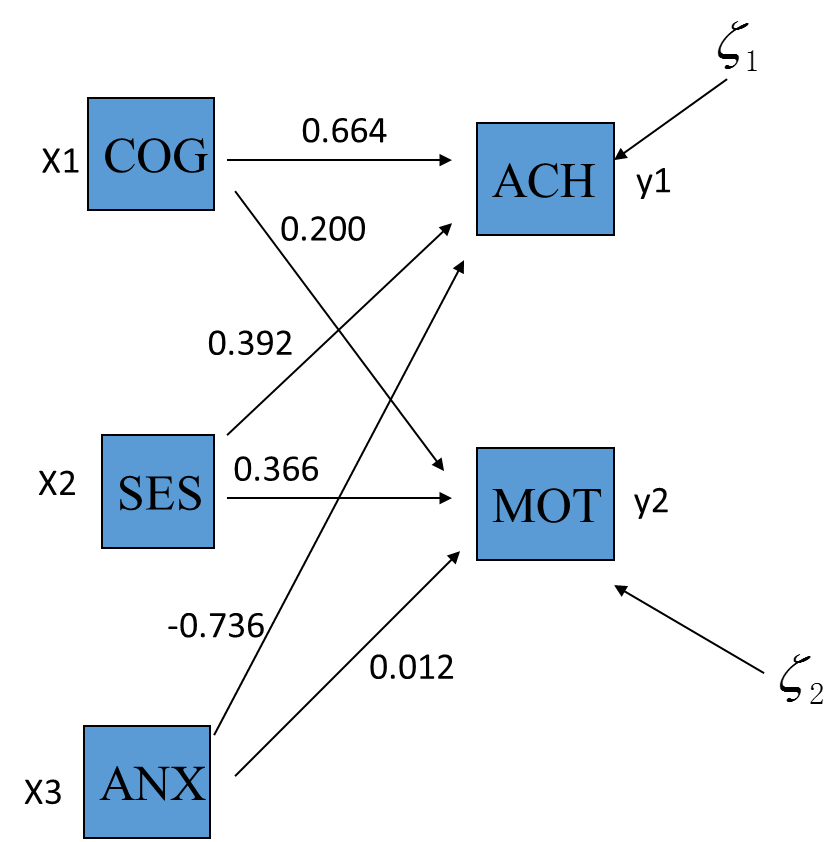 ζ1
0.664
X1
COG
ACH
y1
0.200
0.392
0.366
X2
SES
MOT
y2
-0.736
0.012
ζ2
X3
ANX